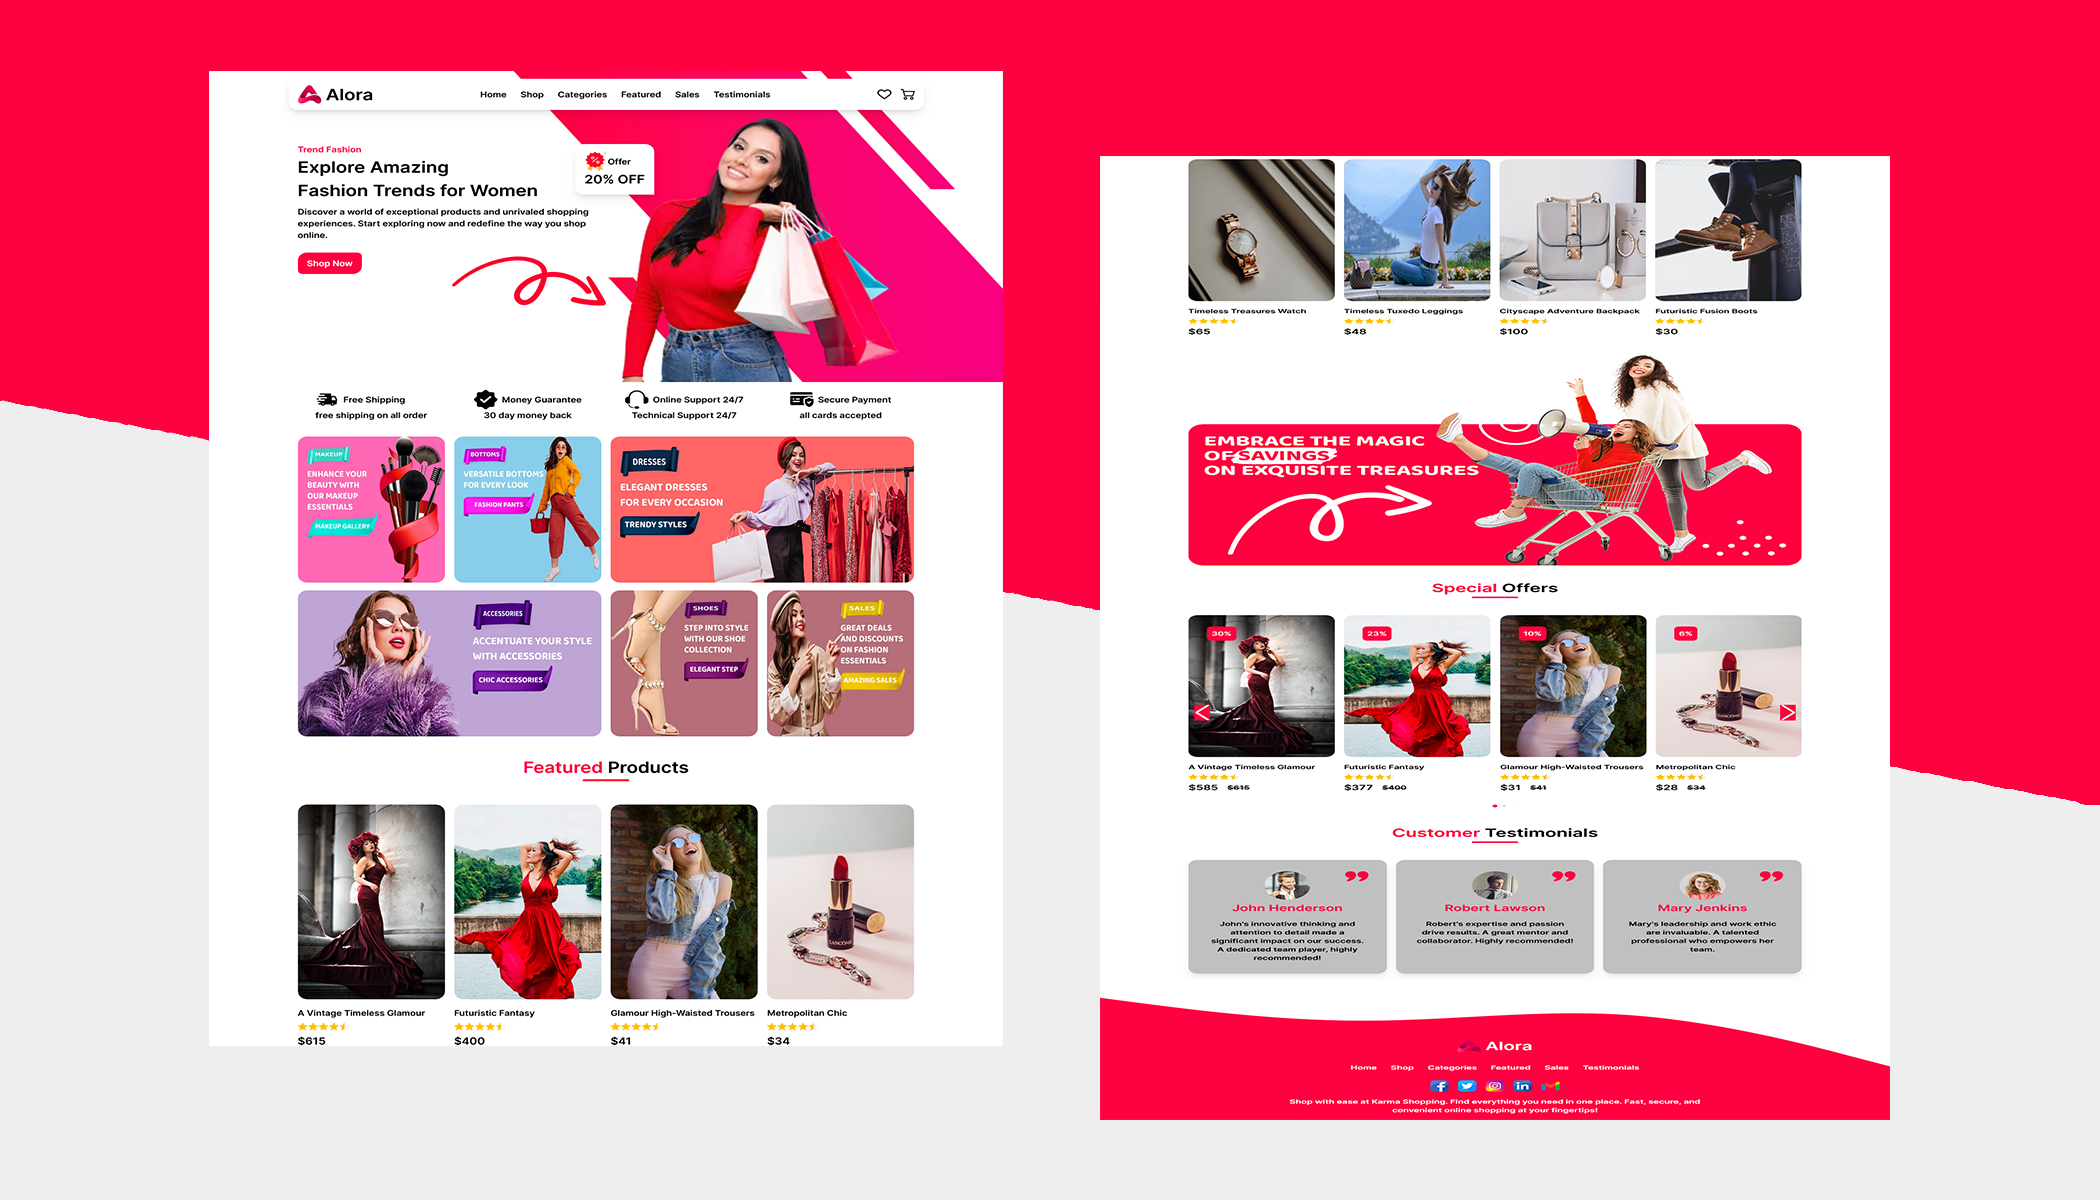 Alora
Home Shop Categories Featured Sales Testimonials
Trend Fashion
Explore Amazing
Fashion Trends for Women
Discover a world of exceptional products and unrivaled shopping
experiences. Start exploring now and redefine the way you shop
online.
Shop Now
Offer
20% OFF
Free Shipping
free shipping on all order
Money Guarantee
30 day money back
Online Support 24/7
Technical Support 24/7
Secure Payment
all cards accepted
MAKEUP
ENHANCE YOUR
BEAUTY WITH
OUR MAKEUP
ESSENTIALS
MAKEUP GALLERY
BOTTOMS
VERSATILE BOTTOMS
FOR EVERY LOOK
FASHION PANTS
DRESSES
ELEGANT DRESSES
FOR EVERY OCCASION
TRENDY STYLES
ACCESSORIES
ACCENTUATE YOUR STYLE
WITH ACCESSORIES
CHIC ACCESSORIES
SHOES
STEP INTO STYLE
WITH OUR SHOE
COLLECTION
ELEGANT STEP
SALES
GREAT DEALS
AND DISCOUNTS
ON FASHION
ESSENTIALS
AMAZING SALES
Featured Products
LANCOME
A Vintage Timeless Glamour
$615
Futuristic Fantasy
$400
Glamour High-Waisted Trousers
$41
Metropolitan Chic
$34
Timeless Treasures Watch
$65
Timeless Tuxedo Leggings
$48
Cityscape Adventure Backpack
$100
Futuristic Fusion Boots
$30
EMBRACE THE MAGIC
OF SAVINGS
ON EXQUISITE TREASURES
Special Offers
30%
23%
10%
6%
LANCOME
A Vintage Timeless Glamour
$585 $615
Futuristic Fantasy
$377 $400
Glamour High-Waisted Trousers
$31 $41
Metropolitan Chic
$28 $34
Customer Testimonials
John Henderson
John's innovative thinking and
attention to detail made a
significant impact on our success.
A dedicated team player, highly
recommended!
Robert Lawson
Robert's expertise and passion
drive results. A great mentor and
collaborator. Highly recommended!
Mary Jenkins
Mary's leadership and work ethic
are invaluable. A talented
professional who empowers her
team.
Alora
Home Shop Categories Featured Sales Testimonials
Shop with ease at Karma Shopping. Find everything you need in one place. Fast, secure, and
convenient online shopping at your fingertips!